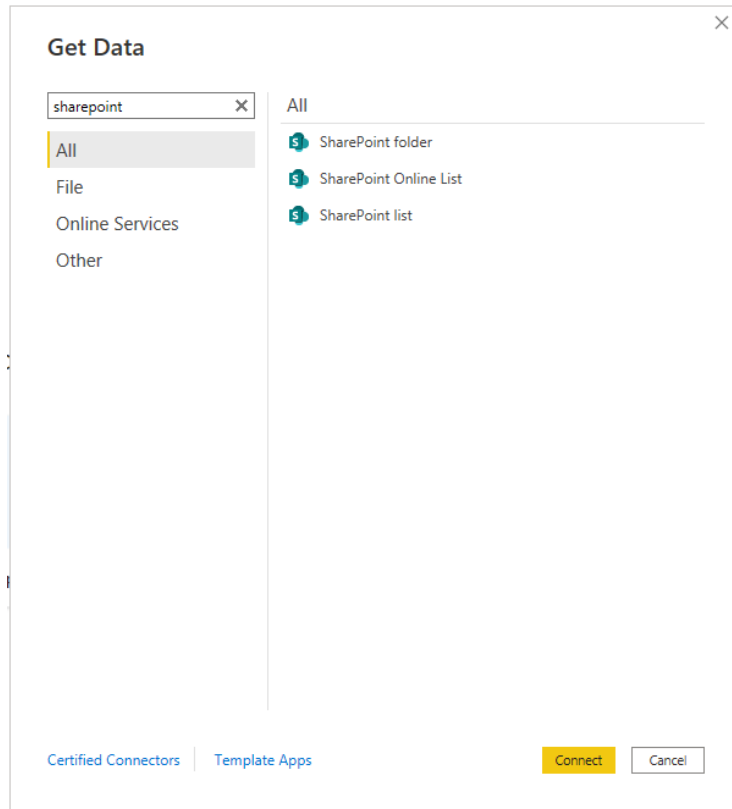 Get Data
sharepoint
All
File
Online Services
Other
All
SharePoint folder
SharePoint Online List
SharePoint list
Certified Connectors
Template Apps
Connect
Cancel